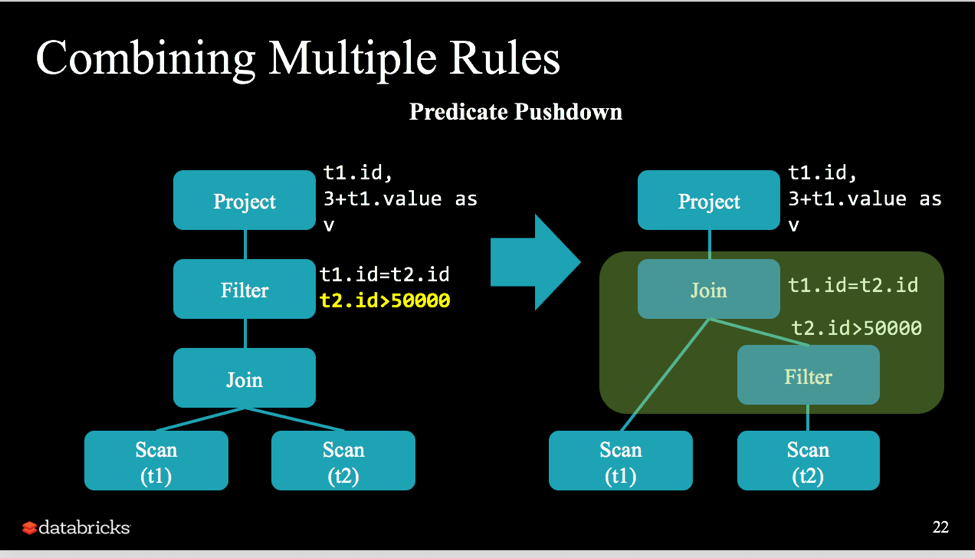 Combining Multiple Rules
Predicate Pushdown
Project
t1.id,
3+t1.value as
v
Filter
t1.id=t2.id
t2.id>50000
Join
Scan
(t1)
Scan
(t2)
Project
t1.id,
3+t1.value as
v
Join
t1.id=t2.id
t2.id>50000
Filter
Scan
(t1)
Scan
(t2)
databricks
22